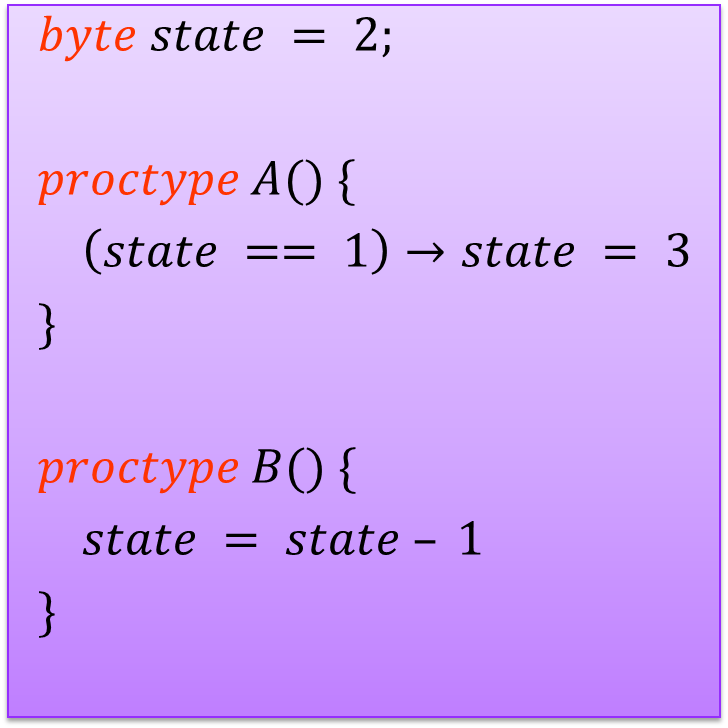 byte state = 2;
proctype A() {
(state == 1) → state = 3
}
proctype B() {
state = state − 1
}